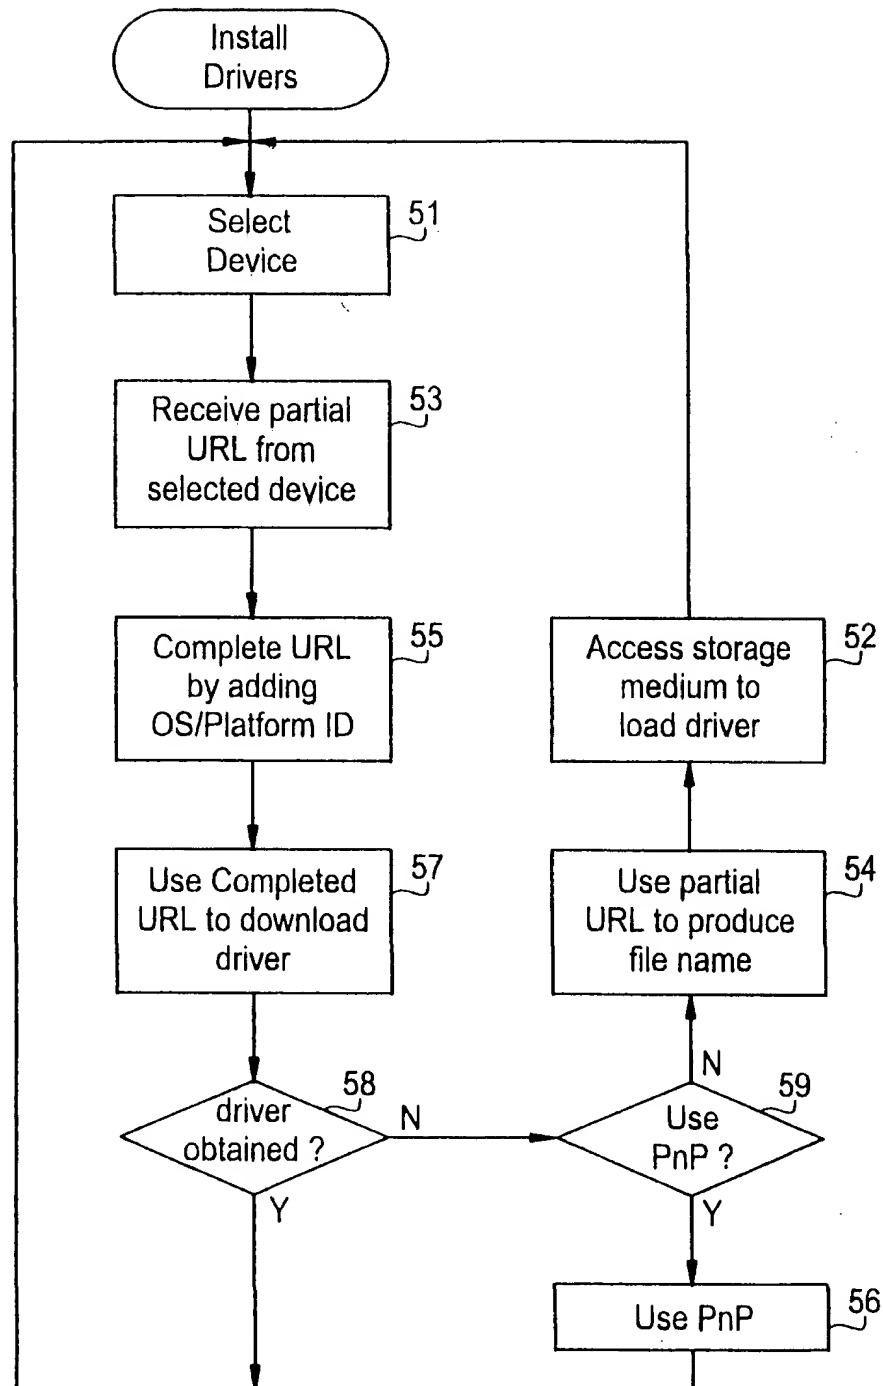 Install
Drivers
Select
Device
51
Receive partial
URL from
selected device
53
Complete URL
by adding
OS/Platform ID
55
Access storage
medium to
load driver
52
Use Completed
URL to download
driver
57
Use partial
URL to produce
file name
54
driver
obtained ?
58
N
Y
Use
PnP ?
59
N
Y
Use PnP
56